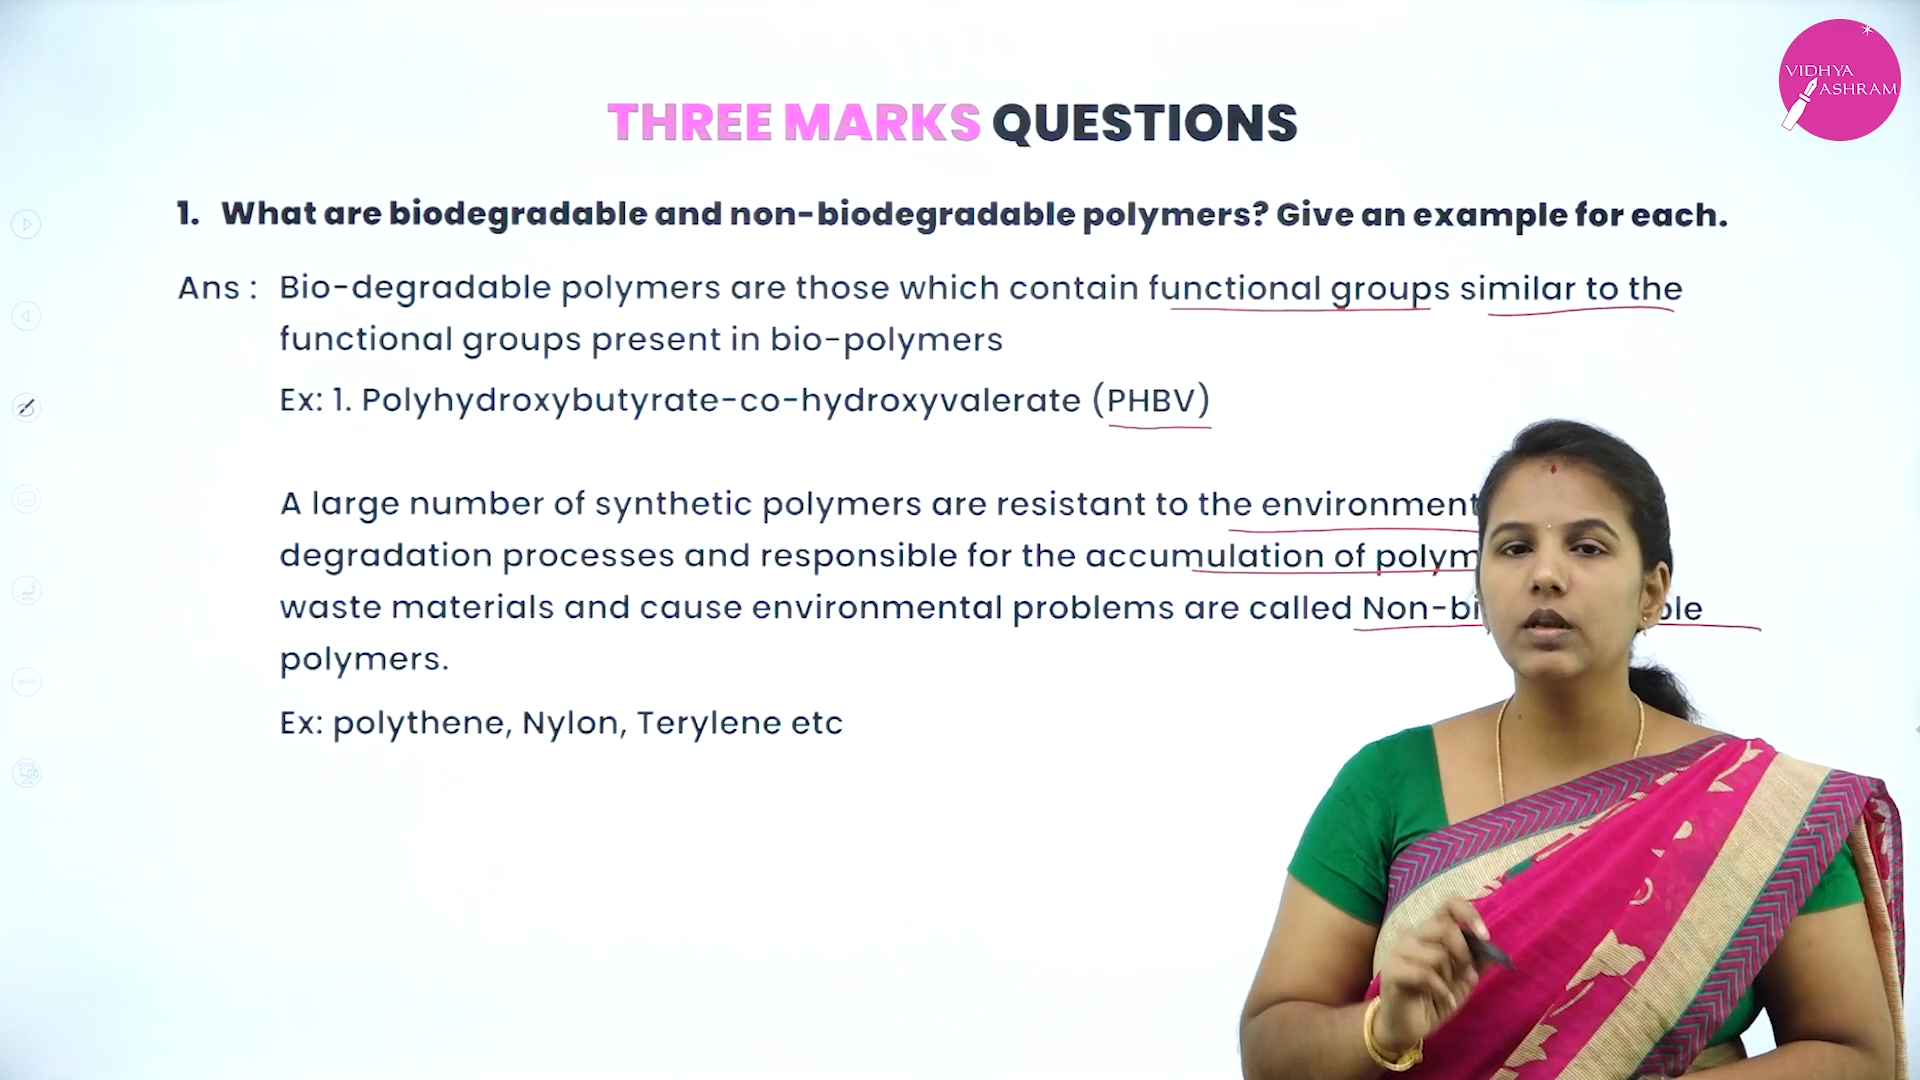 VIDHYA
ASHRAM
THREE MARKS QUESTIONS
1. What are biodegradable and non-biodegradable polymers? Give an example for each.
Ans : Bio-degradable polymers are those which contain functional groups similar to the
functional groups present in bio-polymers
Ex: 1. Polyhydroxybutyrate-co-hydroxyvalerate (PHBV)
A large number of synthetic polymers are resistant to the environment
degradation processes and responsible for the accumulation of
waste materials and cause environmental problems are called
polymers.
Ex: polythene, Nylon, Terylene etc